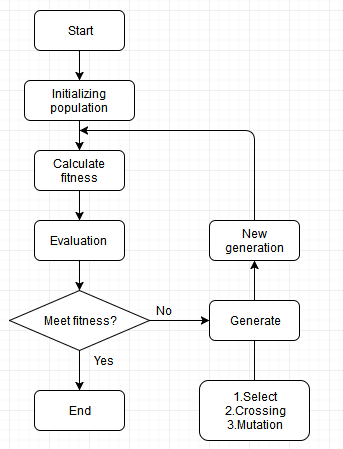 Start
Initializing
population
Calculate
fitness
Evaluation
New
generation
Meet fitness?
No
Generate
Yes
End
1.Select
2.Crossing
3.Mutation